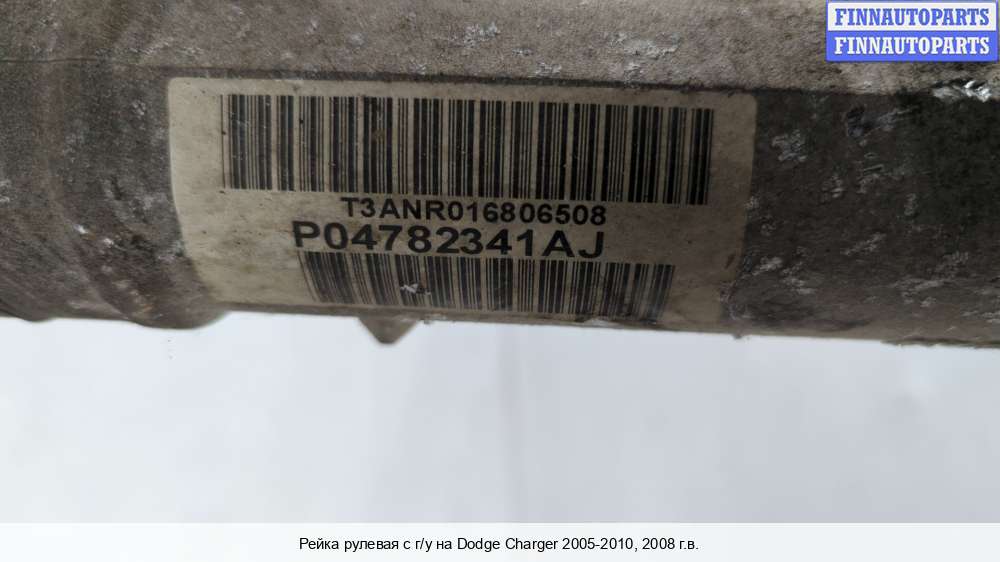 FINNAUTOPARTS
FINNAUTOPARTS
T3ANR016806508
P04782341AJ
Рейка рулевая с г/у на Dodge Charger 2005-2010, 2008 г.в.